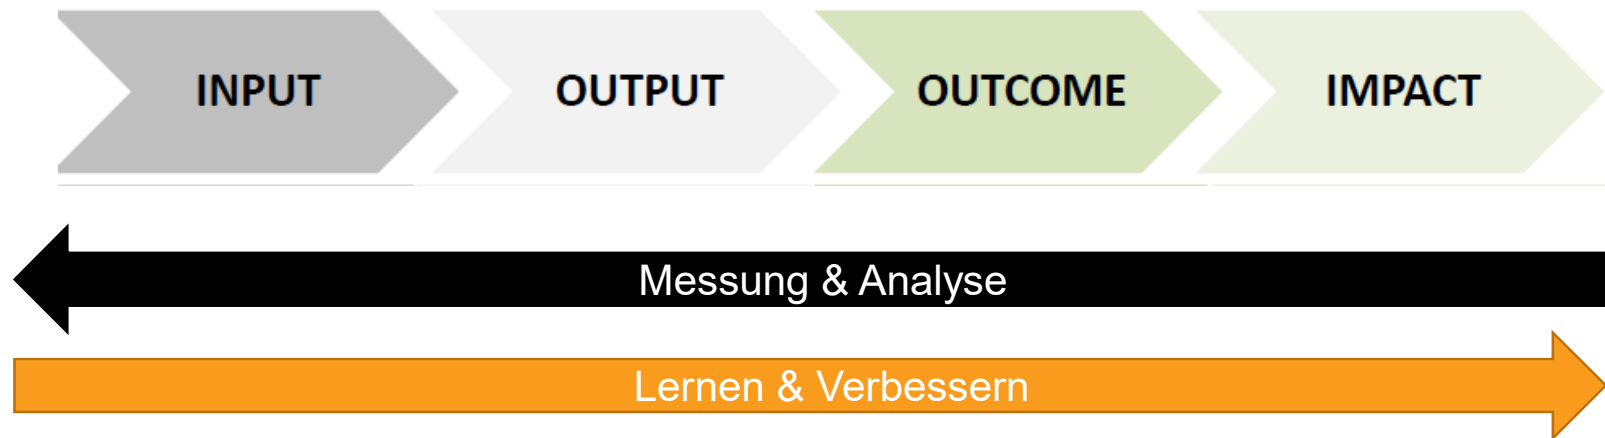 INPUT
OUTPUT
OUTCOME
IMPACT
Messung & Analyse
Lernen & Verbessern